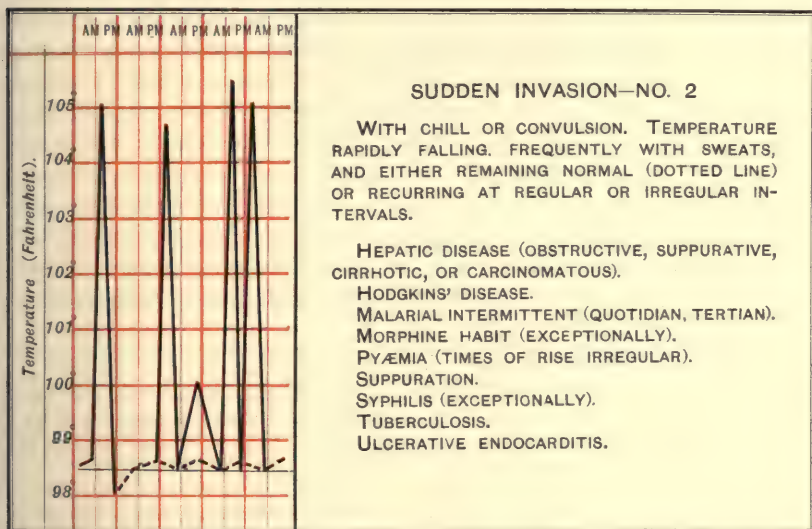 AM PM AM PM AM PM AM PM AM PM
105°
104°
103°
102°
101°
100°
99°
98°
Temperature (Fahrenheit).
SUDDEN INVASION—NO. 2
WITH CHILL OR CONVULSION. TEMPERATURE
RAPIDLY FALLING. FREQUENTLY WITH SWEATS,
AND EITHER REMAINING NORMAL (DOTTED LINE)
OR RECURRING AT REGULAR OR IRREGULAR IN-
TERVALS.
HEPATIC DISEASE (OBSTRUCTIVE, SUPPURATIVE,
CIRRHOTIC, OR CARCINOMATOUS).
HODGKINS' DISEASE.
MALARIAL INTERMITTENT (QUOTIDIAN, TERTIAN).
MORPHINE HABIT (EXCEPTIONALLY).
PYÆMIA (TIMES OF RISE IRREGULAR).
SUPPURATION.
SYPHILIS (EXCEPTIONALLY).
TUBERCULOSIS.
ULCERATIVE ENDOCARDITIS.